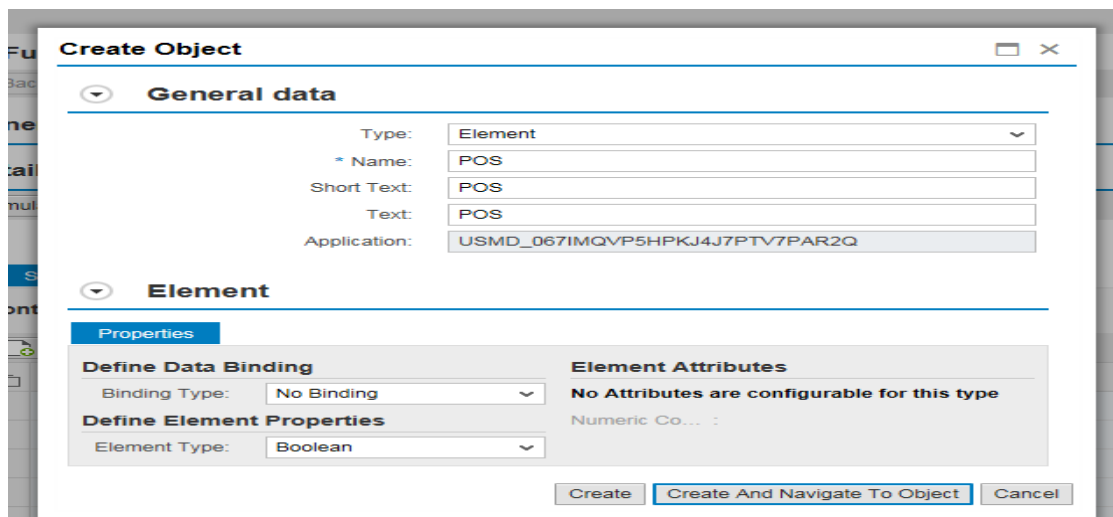 Create Object
General data
Type: Element
* Name: POS
Short Text: POS
Text: POS
Application: USMD_067IMQVP5HPKJ4J7PTV7PAR2Q
Element
Properties
Define Data Binding
Element Attributes
Binding Type: No Binding
No Attributes are configurable for this type
Define Element Properties
Numeric Co... :
Element Type: Boolean
Create
Create And Navigate To Object
Cancel